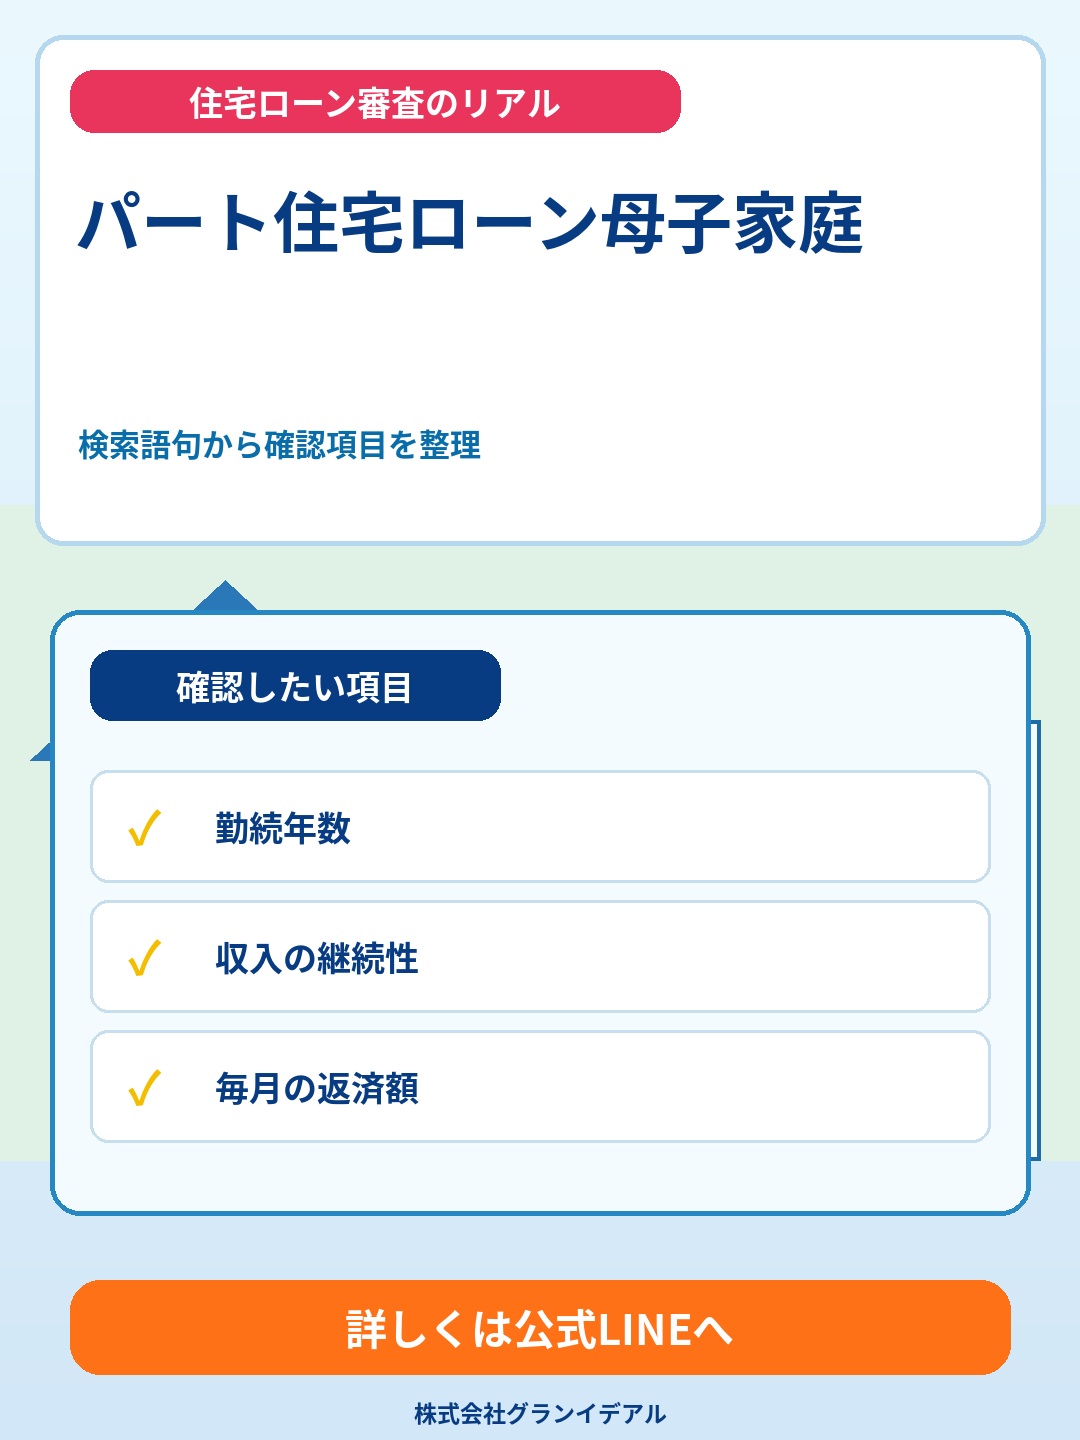 住宅ローン審査のリアル
パート住宅ローン母子家庭
検索語句から確認項目を整理
確認したい項目
✓ 勤続年数
✓ 収入の継続性
✓ 毎月の返済額
詳しくは公式LINEへ
株式会社グランイデアル